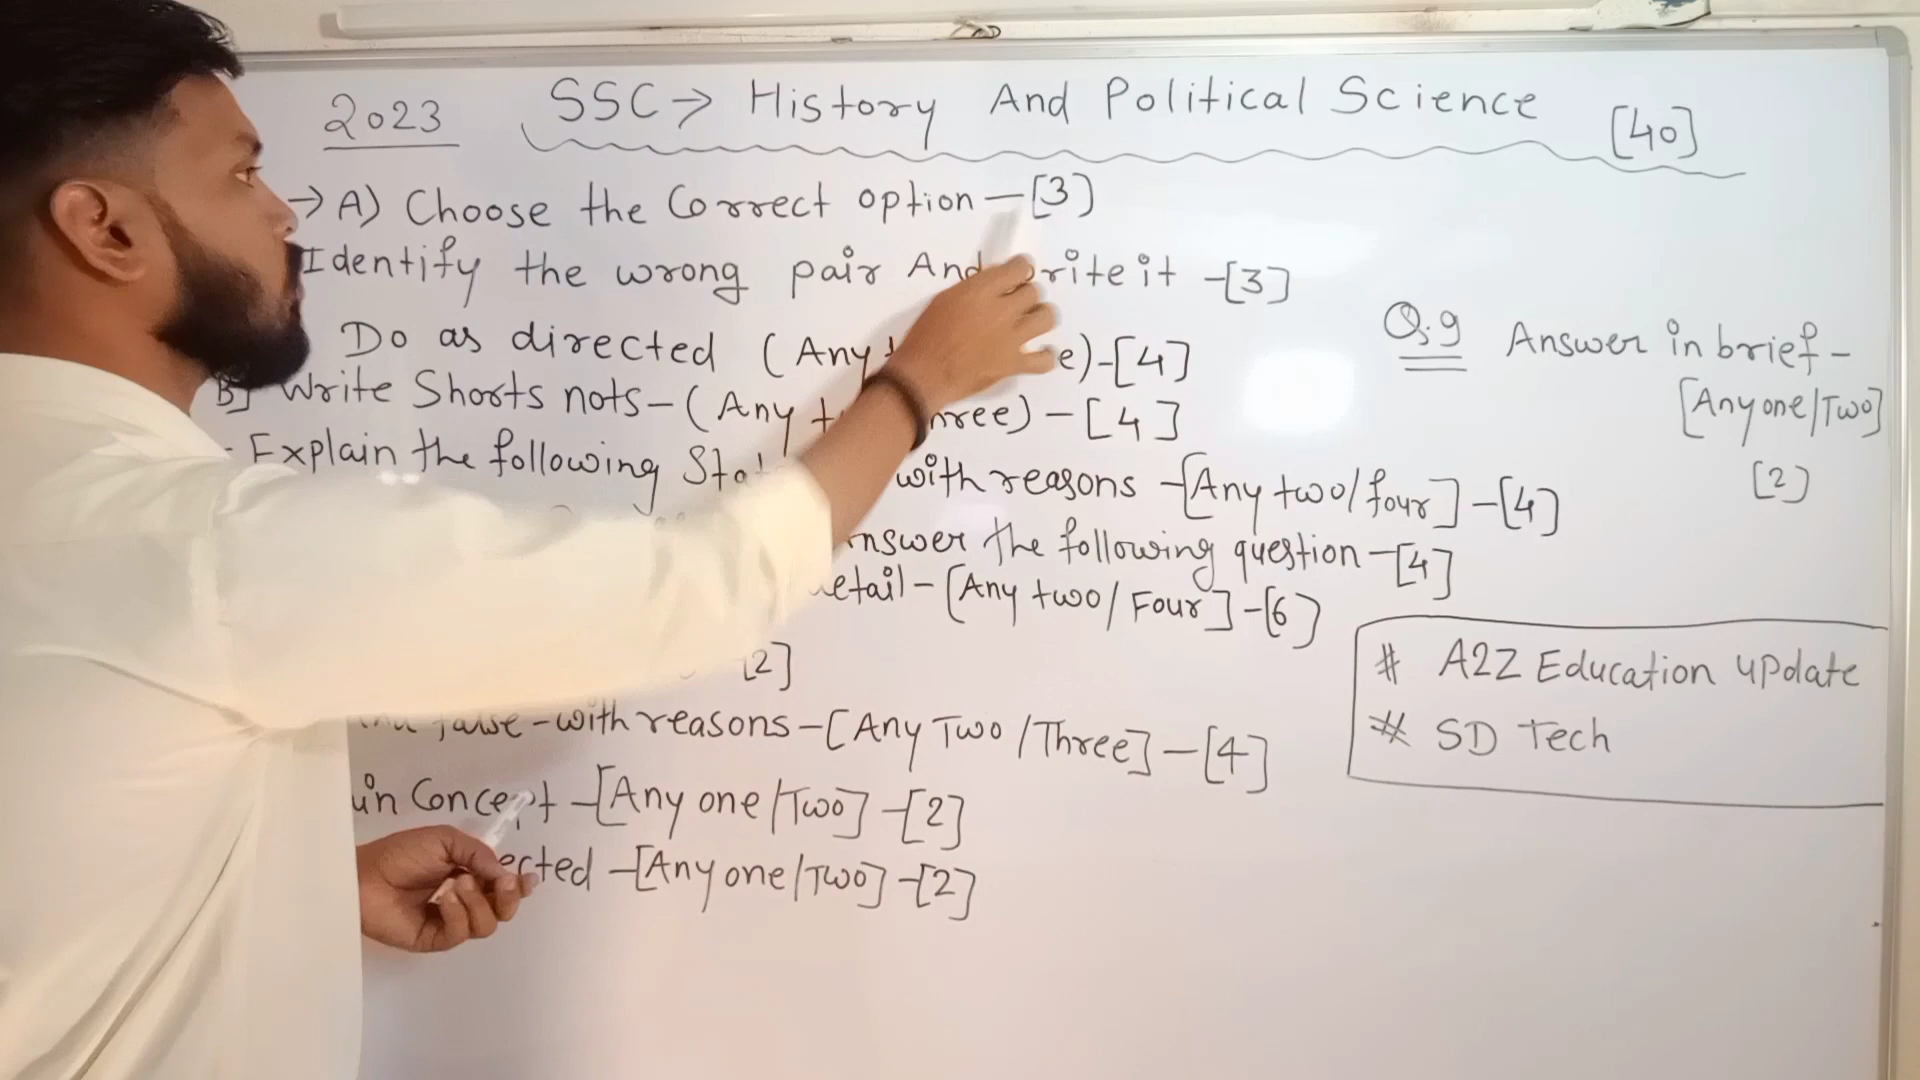 2023 SSC → History And Political Science [40]
→ A) Choose the Correct option - [3]
Identify the wrong pair And write it - [3]
Do as directed (Any e) - [4]
B] Write Shorts nots - (Any three) - [4]
Explain the following with reasons - [Any two/four] - [4]
Answer the following question - [4]
detail - [Any two/Four] - [6]
[2]
false - with reasons - [Any Two/Three] - [4]
in Concept - [Any one/Two] - [2]
ected - [Any one/Two] - [2]
Q.9 Answer in brief -
[Any one/Two]
[2]
# A2Z Education update
# SD Tech